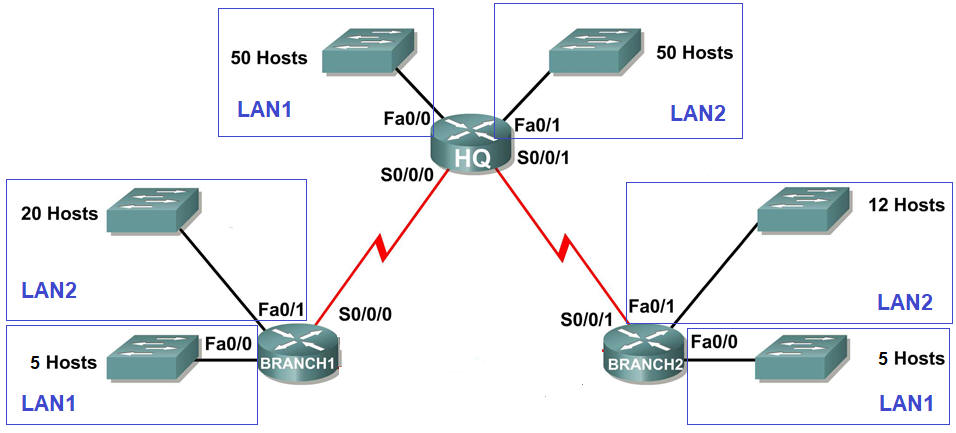 50 Hosts
LAN1
Fa0/0
50 Hosts
LAN2
Fa0/1
HQ
S0/0/0
S0/0/1
20 Hosts
LAN2
Fa0/1
S0/0/0
5 Hosts
Fa0/0
BRANCH1
LAN1
12 Hosts
LAN2
Fa0/1
S0/0/1
BRANCH2
Fa0/0
5 Hosts
LAN1